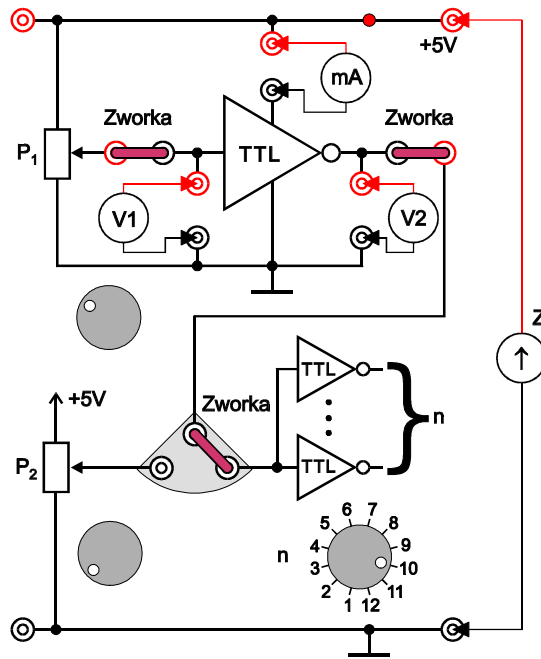 +5V
mA
Zworka
Zworka
P1
TTL
V1
V2
Z
+5V
Zworka
TTL
n
P2
TTL
n
6 7
5 8
4 9
3 10
2 11
1 12